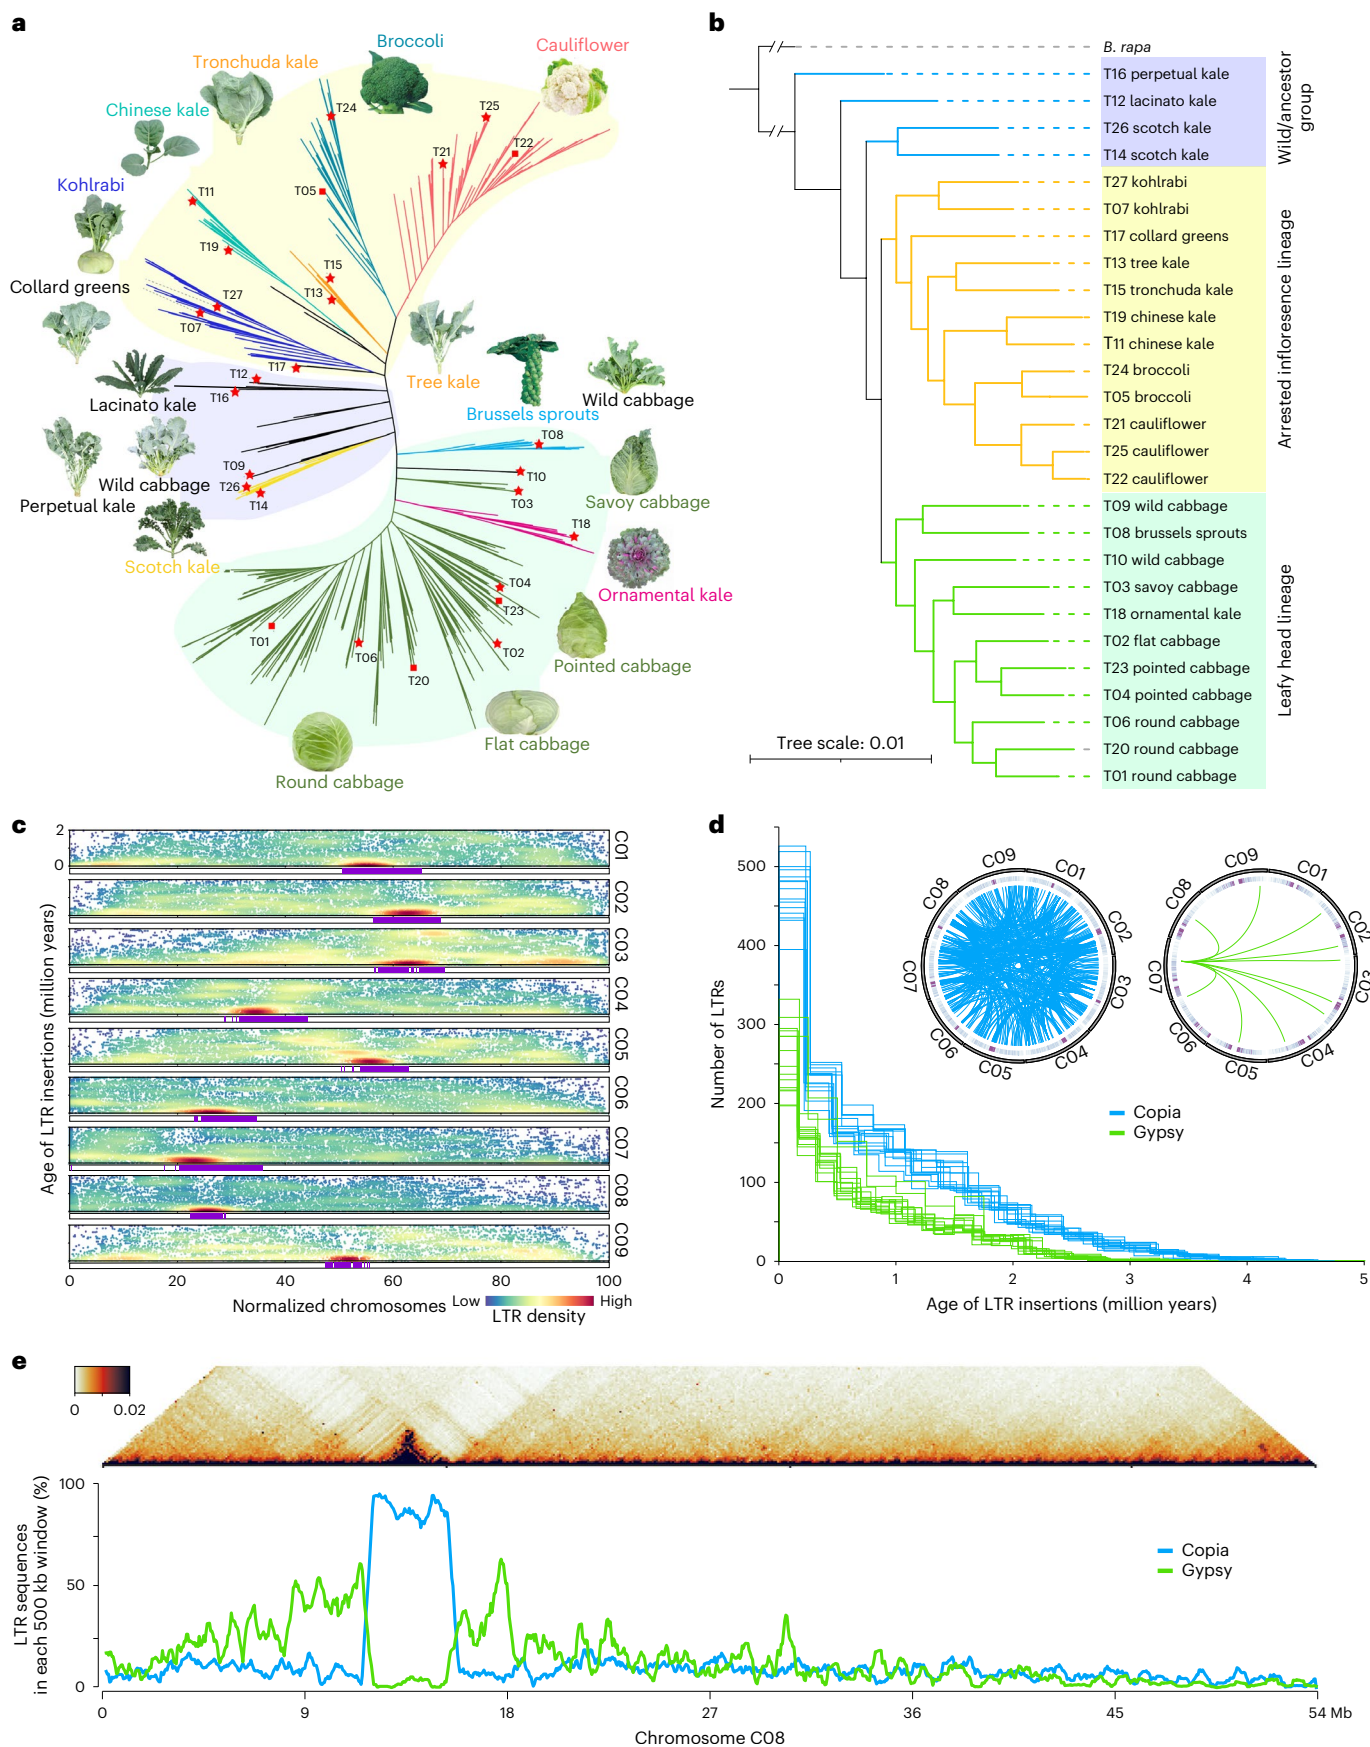 a
Broccoli
Cauliflower
Tronchuda kale
Chinese kale
Kohlrabi
Collard greens
Lacinato kale
Perpetual kale
Wild cabbage
Scotch kale
Tree kale
Brussels sprouts
Wild cabbage
Savoy cabbage
Ornamental kale
Pointed cabbage
Flat cabbage
Round cabbage
T24
T25
T21
T22
T05
T11
T19
T15
T13
T27
T07
T17
T12
T16
T09
T26
T14
T08
T10
T03
T18
T04
T23
T02
T01
T06
T20
b
B. rapa
T16 perpetual kale
T12 lacinato kale
T26 scotch kale
T14 scotch kale
T27 kohlrabi
T07 kohlrabi
T17 collard greens
T13 tree kale
T15 tronchuda kale
T19 chinese kale
T11 chinese kale
T24 broccoli
T05 broccoli
T21 cauliflower
T25 cauliflower
T22 cauliflower
T09 wild cabbage
T08 brussels sprouts
T10 wild cabbage
T03 savoy cabbage
T18 ornamental kale
T02 flat cabbage
T23 pointed cabbage
T04 pointed cabbage
T06 round cabbage
T20 round cabbage
T01 round cabbage
Wild/ancestor
group
Arrested infloresence lineage
Leafy head lineage
Tree scale: 0.01
c
2
0
Age of LTR insertions (million years)
C01
C02
C03
C04
C05
C06
C07
C08
C09
0 20 40 60 80 100
Normalized chromosomes
Low High
LTR density
d
500
400
300
200
100
0
Number of LTRs
0 1 2 3 4 5
Age of LTR insertions (million years)
Copia
Gypsy
C09
C01
C02
C03
C04
C05
C06
C07
C08
C09
C01
C02
C03
C04
C05
C06
C07
C08
e
0 0.02
100
50
0
LTR sequences
in each 500 kb window (%)
Copia
Gypsy
0 9 18 27 36 45 54 Mb
Chromosome C08